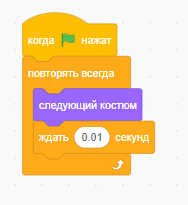 когда нажат
повторять всегда
следующий костюм
ждать 0.01 секунд